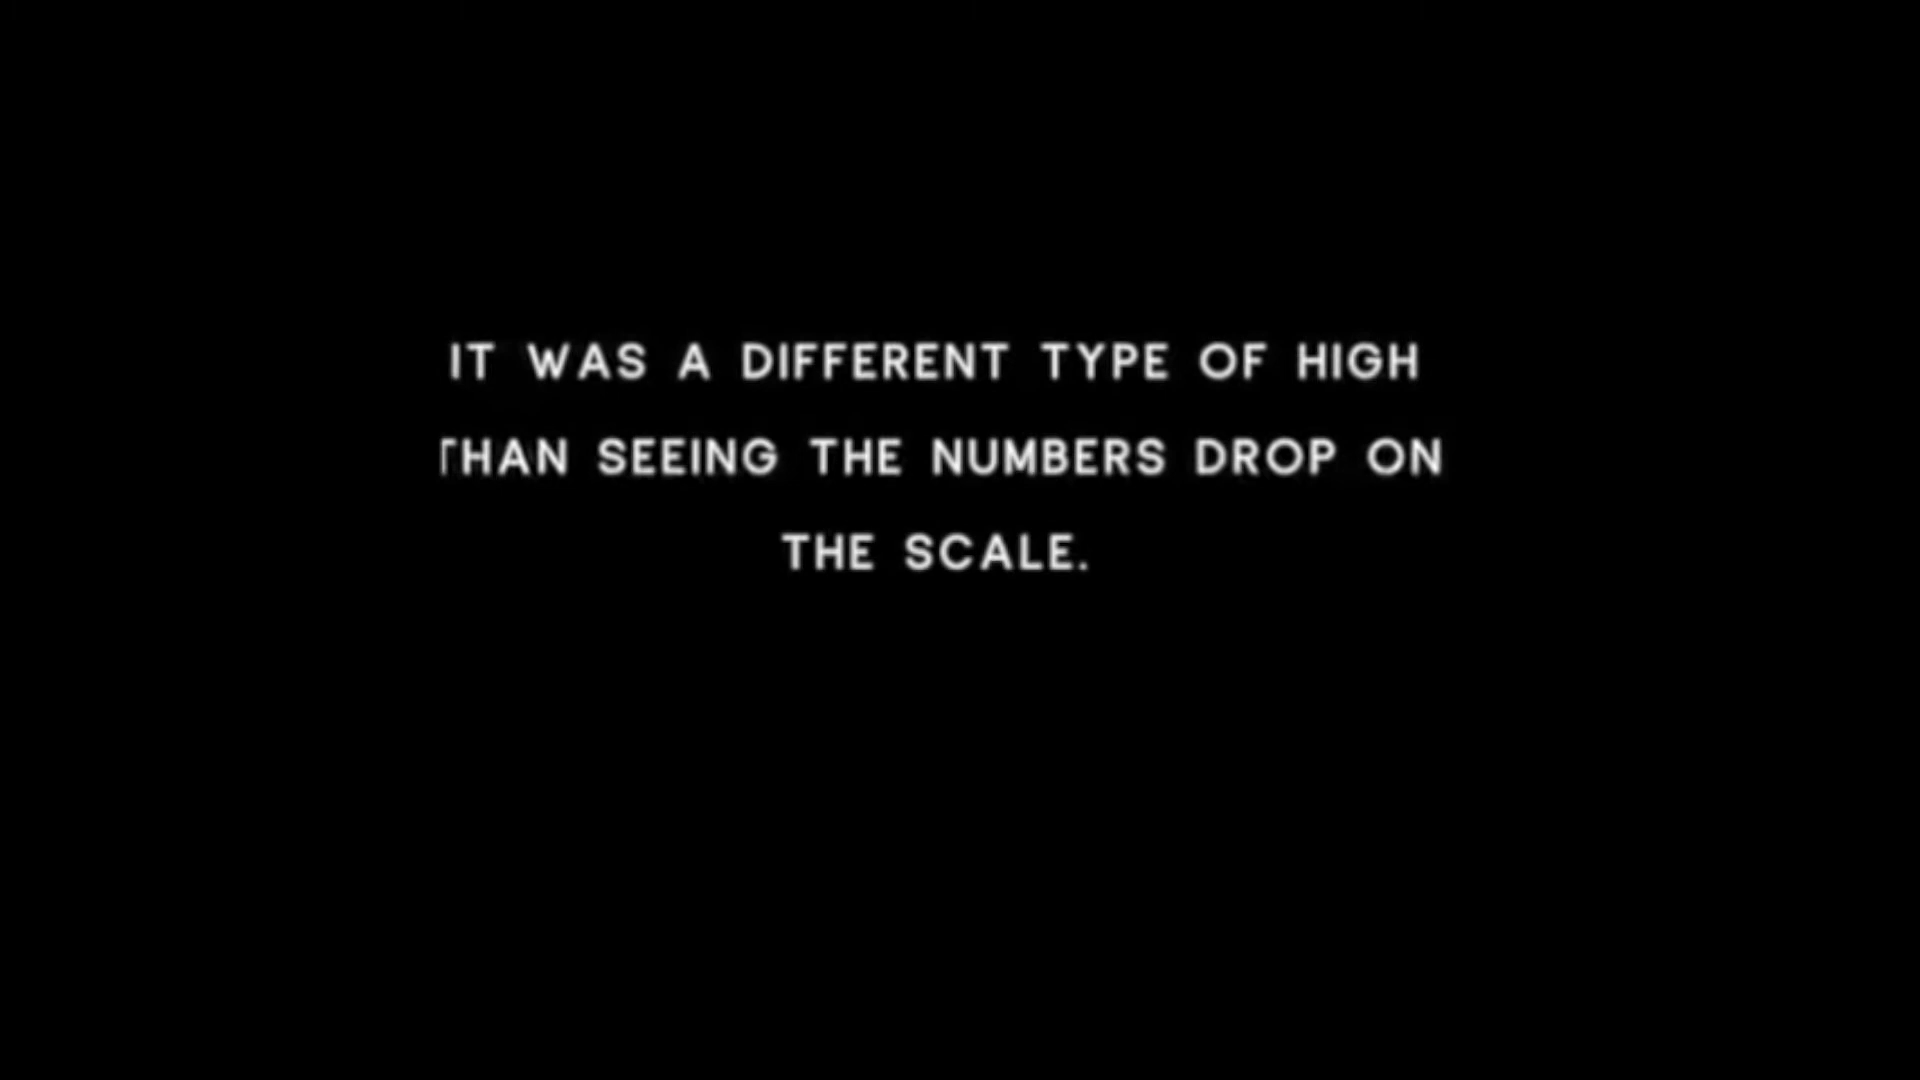 IT WAS A DIFFERENT TYPE OF HIGH
THAN SEEING THE NUMBERS DROP ON
THE SCALE.